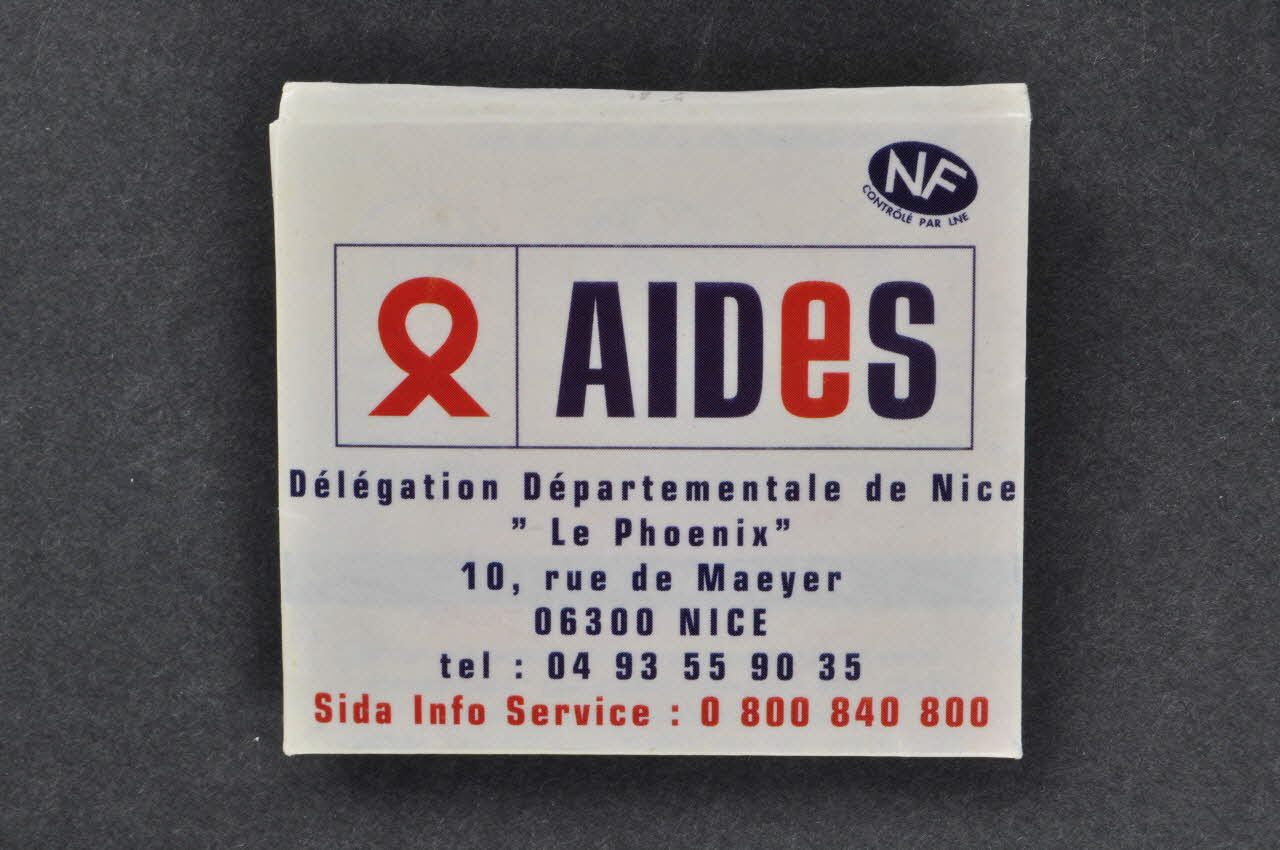 NF
CONTRÔLÉ PAR LNE
AIDeS
Délégation Départementale de Nice
" Le Phoenix"
10, rue de Maeyer
06300 NICE
tel : 04 93 55 90 35
Sida Info Service : 0 800 840 800